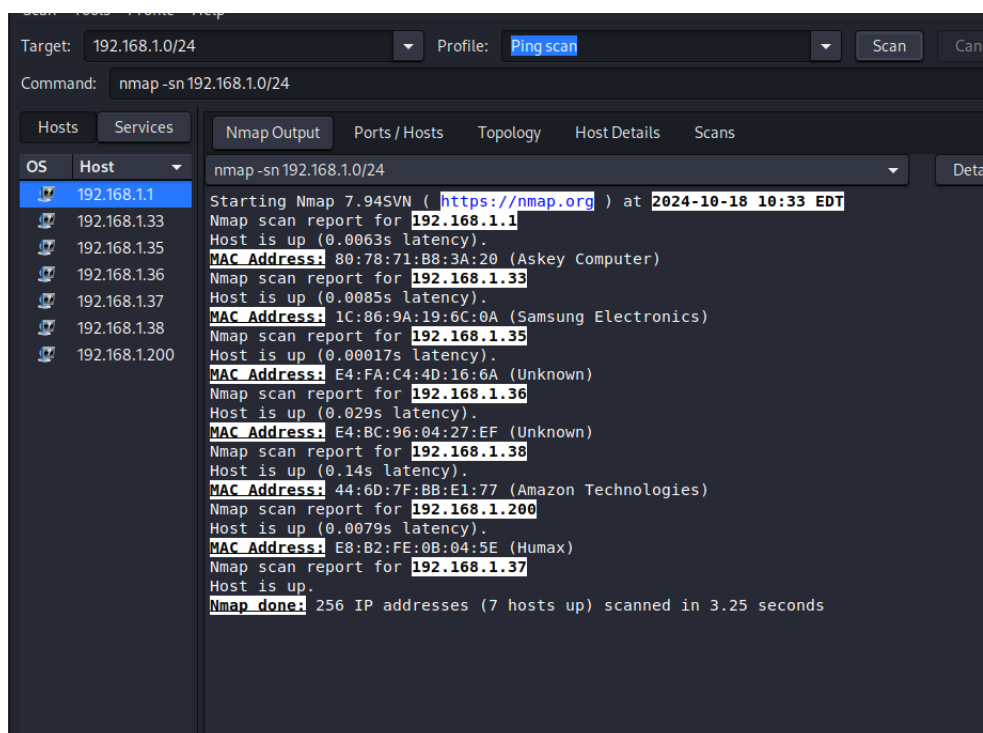 Target: 192.168.1.0/24 Profile: Ping scan Scan
Command: nmap -sn 192.168.1.0/24
Hosts Services
Nmap Output Ports / Hosts Topology Host Details Scans
OS Host
nmap -sn 192.168.1.0/24
192.168.1.1
192.168.1.33
192.168.1.35
192.168.1.36
192.168.1.37
192.168.1.38
192.168.1.200
Starting Nmap 7.94SVN ( https://nmap.org ) at 2024-10-18 10:33 EDT
Nmap scan report for 192.168.1.1
Host is up (0.0063s latency).
MAC Address: 80:78:71:B8:3A:20 (Askey Computer)
Nmap scan report for 192.168.1.33
Host is up (0.0085s latency).
MAC Address: 1C:86:9A:19:6C:0A (Samsung Electronics)
Nmap scan report for 192.168.1.35
Host is up (0.00017s latency).
MAC Address: E4:FA:C4:4D:16:6A (Unknown)
Nmap scan report for 192.168.1.36
Host is up (0.029s latency).
MAC Address: E4:BC:96:04:27:EF (Unknown)
Nmap scan report for 192.168.1.38
Host is up (0.14s latency).
MAC Address: 44:6D:7F:BB:E1:77 (Amazon Technologies)
Nmap scan report for 192.168.1.200
Host is up (0.0079s latency).
MAC Address: E8:B2:FE:0B:04:5E (Humax)
Nmap scan report for 192.168.1.37
Host is up.
Nmap done: 256 IP addresses (7 hosts up) scanned in 3.25 seconds